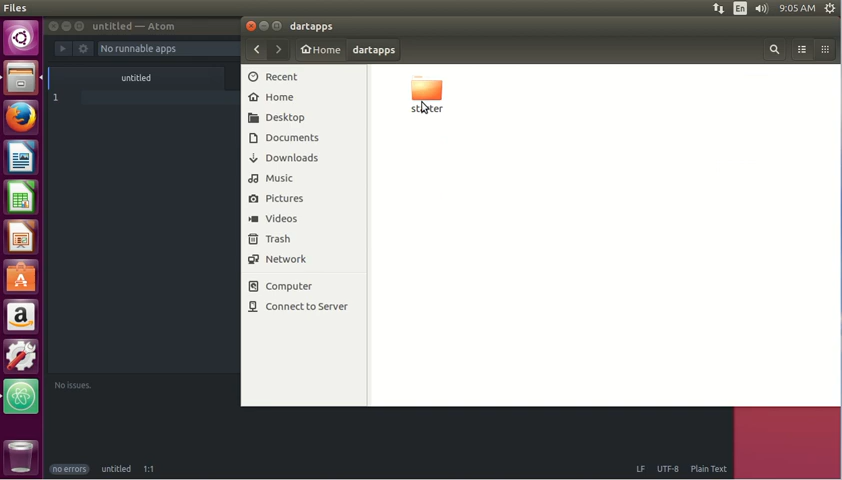 Files
En
9:05 AM
untitled — Atom
dartapps
No runnable apps
Home
dartapps
untitled
1
Recent
Home
Desktop
Documents
Downloads
Music
Pictures
Videos
Trash
Network
Computer
Connect to Server
starter
No issues.
no errors
untitled
1:1
LF
UTF-8
Plain Text